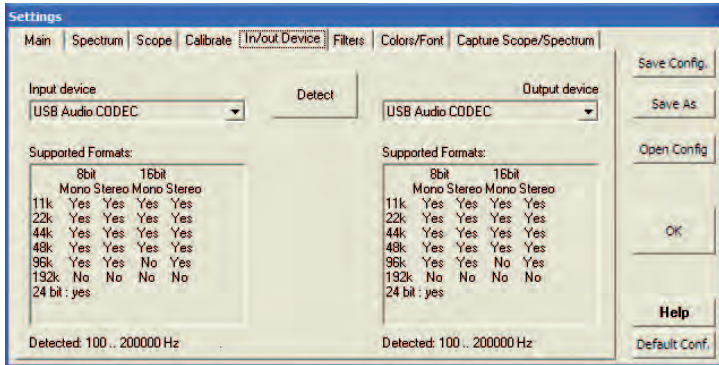 Settings
Main Spectrum Scope Calibrate In/out Device Filters Colors/Font Capture Scope/Spectrum
Input device
USB Audio CODEC
Detect
Output device
USB Audio CODEC
Supported Formats:
8bit 16bit
Mono Stereo Mono Stereo
11k Yes Yes Yes Yes
22k Yes Yes Yes Yes
44k Yes Yes Yes Yes
48k Yes Yes Yes Yes
96k Yes Yes No Yes
192k No No No No
24 bit : yes
Detected: 100 .. 200000 Hz
Supported Formats:
8bit 16bit
Mono Stereo Mono Stereo
11k Yes Yes Yes Yes
22k Yes Yes Yes Yes
44k Yes Yes Yes Yes
48k Yes Yes Yes Yes
96k Yes Yes No Yes
192k No No No No
24 bit : yes
Detected: 100 .. 200000 Hz
Save Config.
Save As
Open Config
OK
Help
Default Conf.